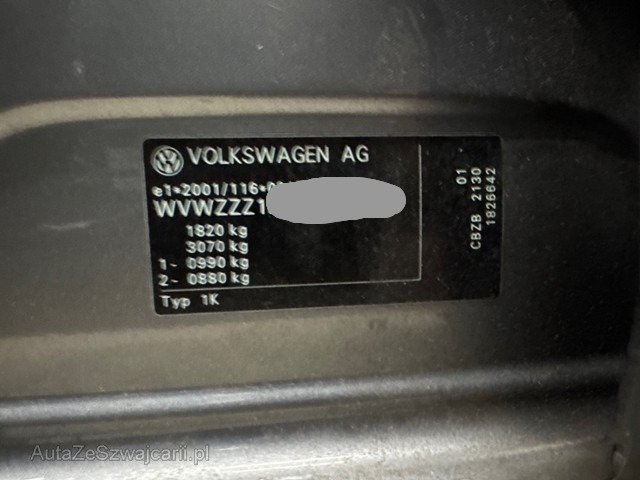 VOLKSWAGEN AG
e1*2001/116*
WVWZZZ1
1820 kg
3070 kg
1- 0990 kg
2- 0880 kg
Typ 1K
01
CBZB 2130
1826642
AutaZeSzwajcarii.pl